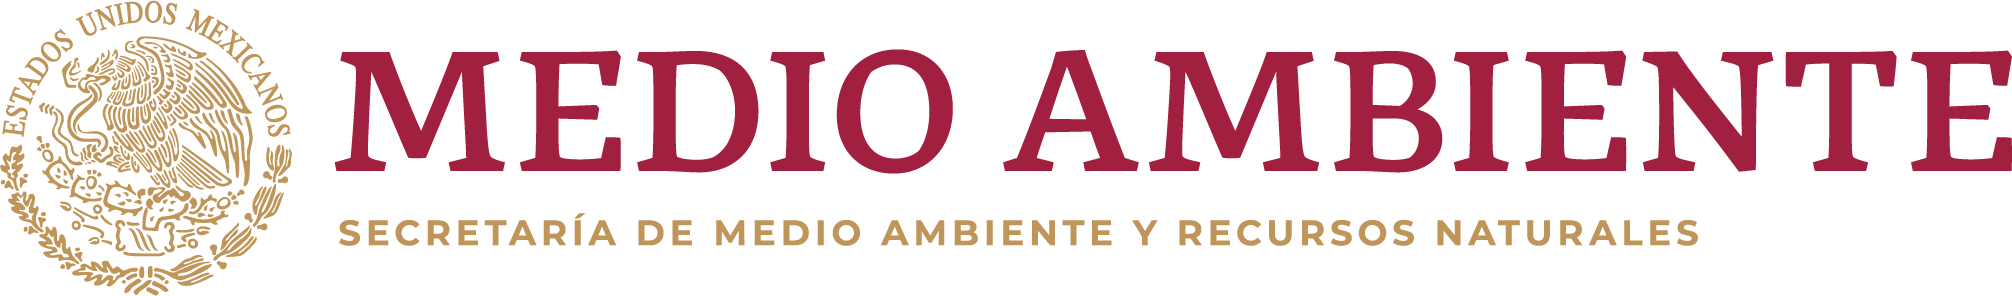 ESTADOS UNIDOS MEXICANOS
MEDIO AMBIENTE
SECRETARÍA DE MEDIO AMBIENTE Y RECURSOS NATURALES